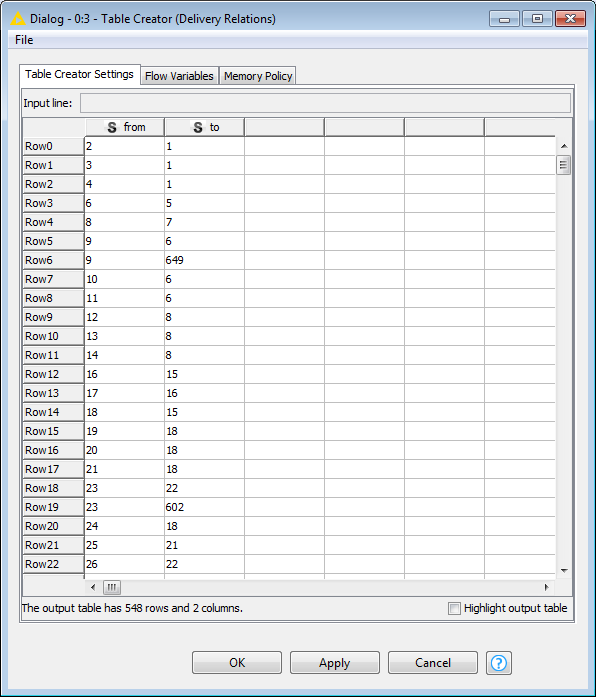 Dialog - 0:3 - Table Creator (Delivery Relations)
File
Table Creator Settings Flow Variables Memory Policy
Input line:
S from S to
Row0 2 1
Row1 3 1
Row2 4 1
Row3 6 5
Row4 8 7
Row5 9 6
Row6 9 649
Row7 10 6
Row8 11 6
Row9 12 8
Row10 13 8
Row11 14 8
Row12 16 15
Row13 17 16
Row14 18 15
Row15 19 18
Row16 20 18
Row17 21 18
Row18 23 22
Row19 23 602
Row20 24 18
Row21 25 21
Row22 26 22
The output table has 548 rows and 2 columns. Highlight output table
OK Apply Cancel ?